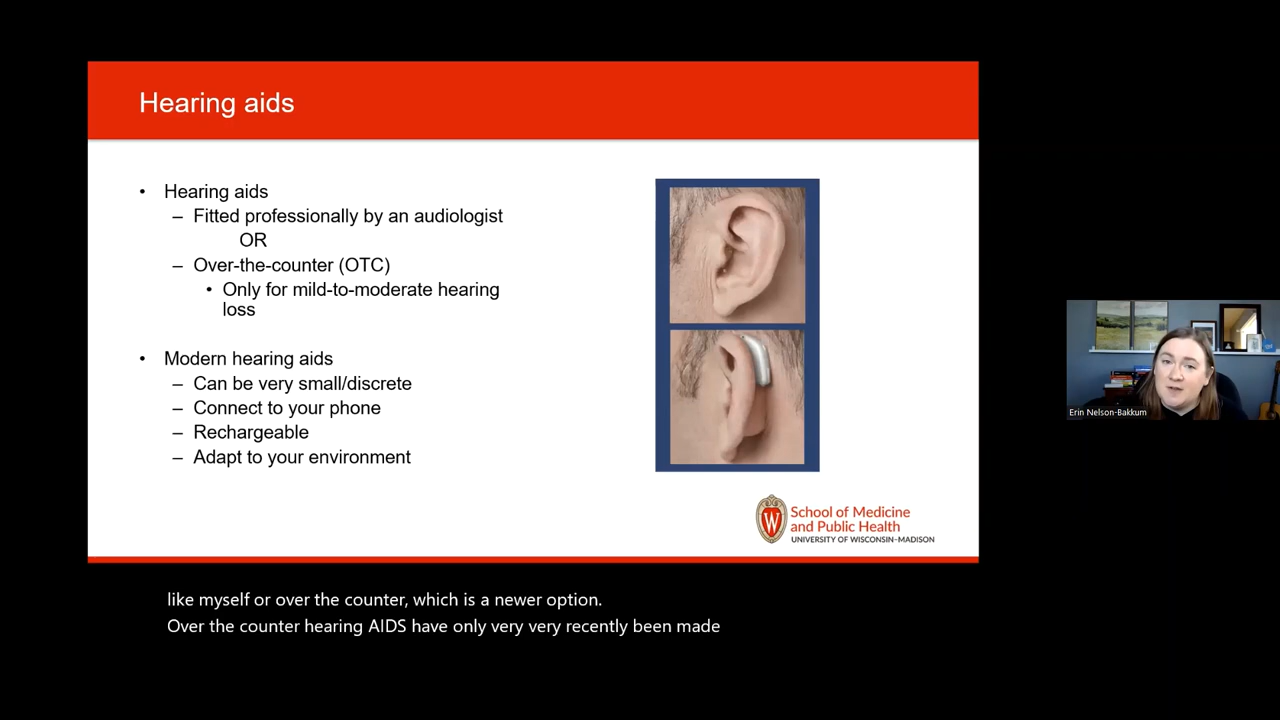 Hearing aids
• Hearing aids
– Fitted professionally by an audiologist
OR
– Over-the-counter (OTC)
• Only for mild-to-moderate hearing
loss
• Modern hearing aids
– Can be very small/discrete
– Connect to your phone
– Rechargeable
– Adapt to your environment
W
School of Medicine
and Public Health
UNIVERSITY OF WISCONSIN–MADISON
Erin Nelson-Bakkum
like myself or over the counter, which is a newer option.
Over the counter hearing AIDS have only very very recently been made